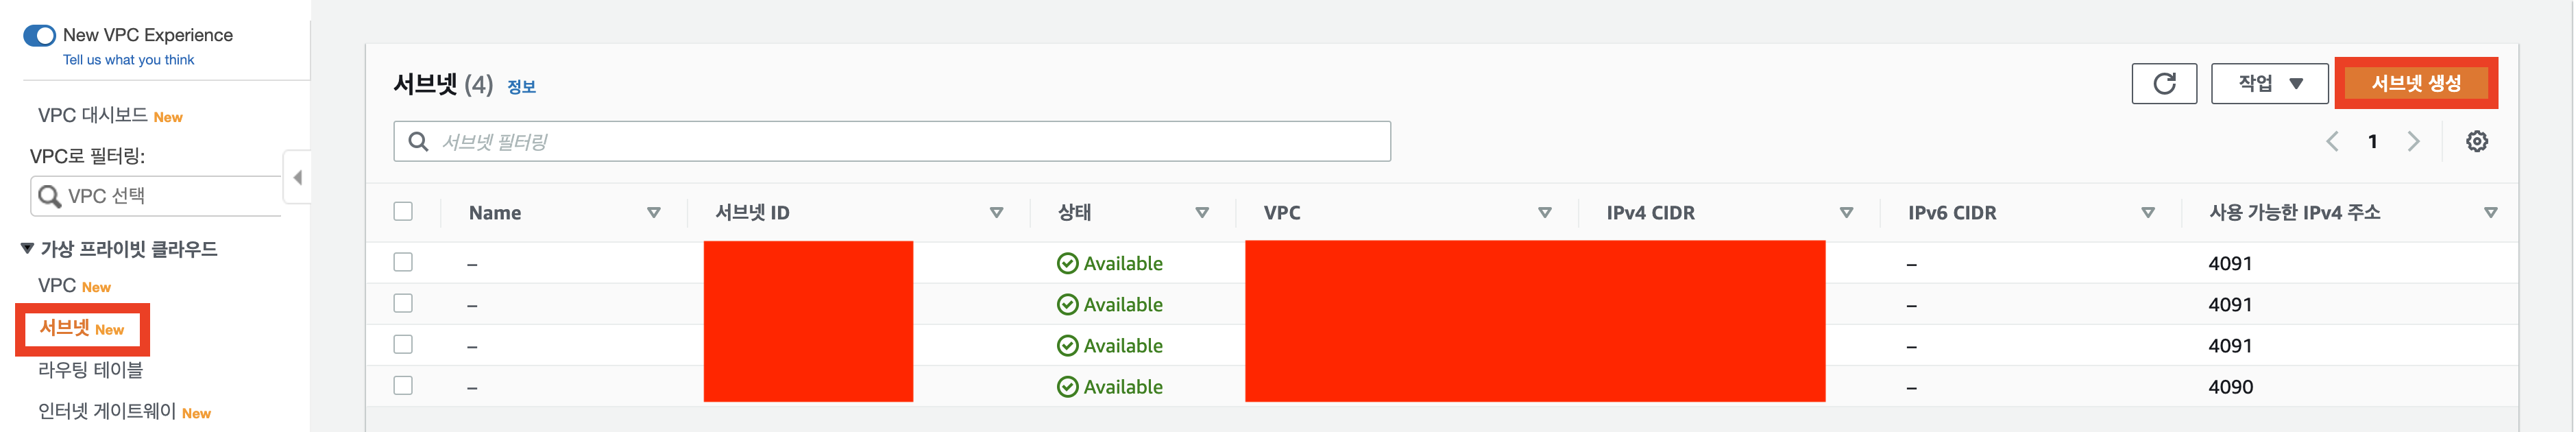 New VPC Experience
Tell us what you think
VPC 대시보드 New
VPC로 필터링:
VPC 선택
가상 프라이빗 클라우드
VPC New
서브넷 New
라우팅 테이블
인터넷 게이트웨이 New
서브넷 (4) 정보
작업
서브넷 생성
서브넷 필터링
1
Name 서브넷 ID 상태 VPC IPv4 CIDR IPv6 CIDR 사용 가능한 IPv4 주소
– Available – 4091
– Available – 4091
– Available – 4091
– Available – 4090